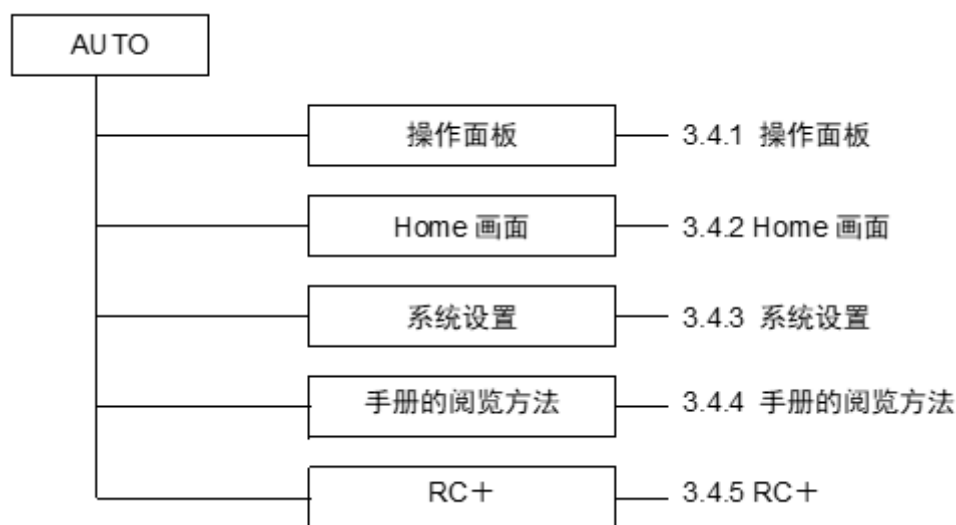 AUTO
操作面板 3.4.1 操作面板
Home 画面 3.4.2 Home 画面
系统设置 3.4.3 系统设置
手册的阅览方法 3.4.4 手册的阅览方法
RC＋ 3.4.5 RC＋